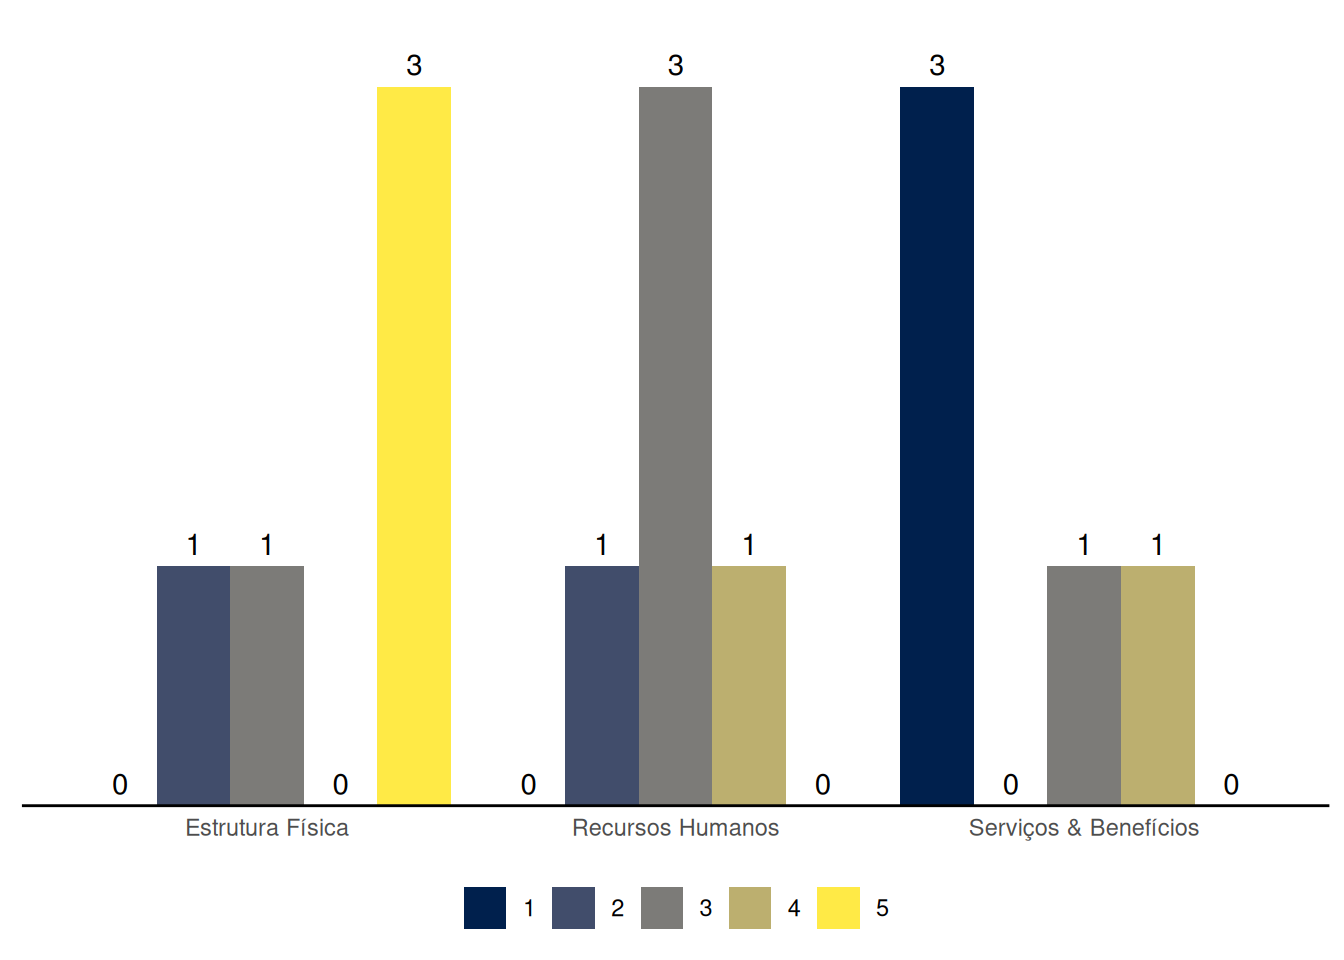 3 3 3
1 1 1 1 1 1
0 0 0 0 0 0
Estrutura Física Recursos Humanos Serviços & Benefícios
1 2 3 4 5